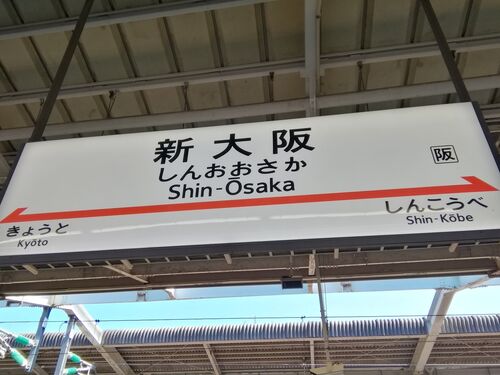 新大阪
しんおおさか
Shin-Ōsaka
阪
きょうと
Kyōto
しんこうべ
Shin-Kōbe